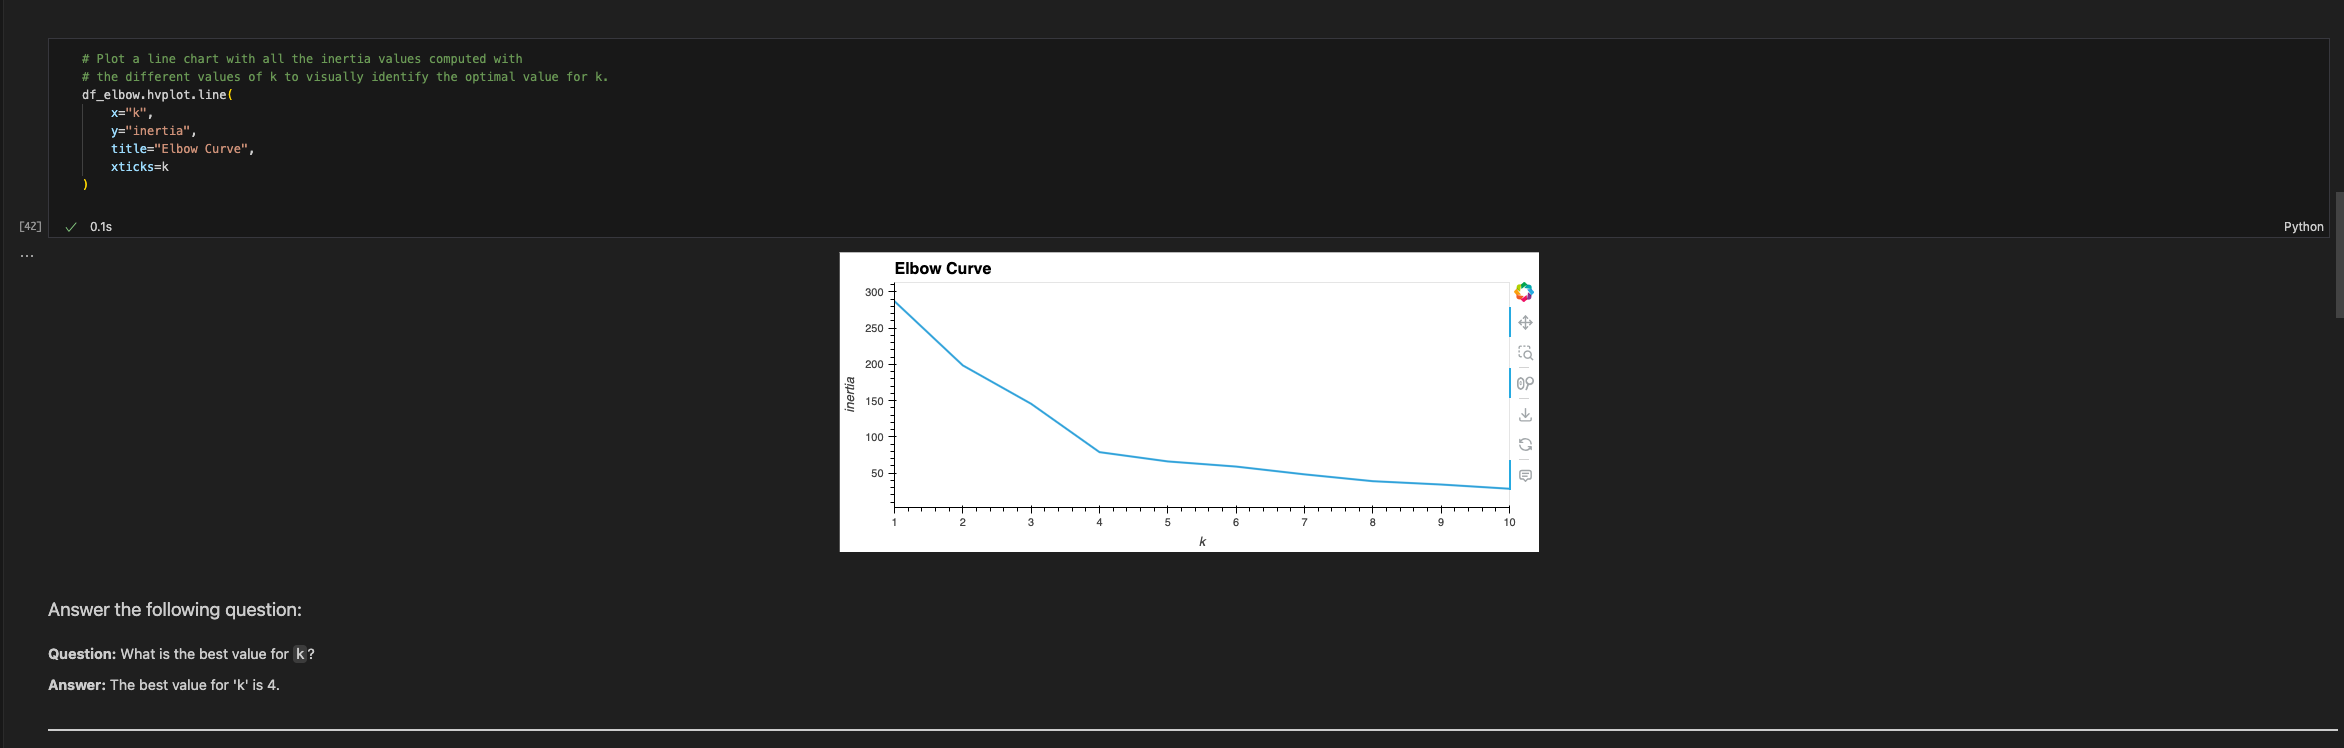 # Plot a line chart with all the inertia values computed with
# the different values of k to visually identify the optimal value for k.
df_elbow.hvplot.line(
    x="k",
    y="inertia",
    title="Elbow Curve",
    xticks=k
)
[42]
0.1s
Python
...
Elbow Curve
300
250
200
150
100
50
inertia
1 2 3 4 5 6 7 8 9 10
k
Answer the following question:
Question: What is the best value for k?
Answer: The best value for 'k' is 4.